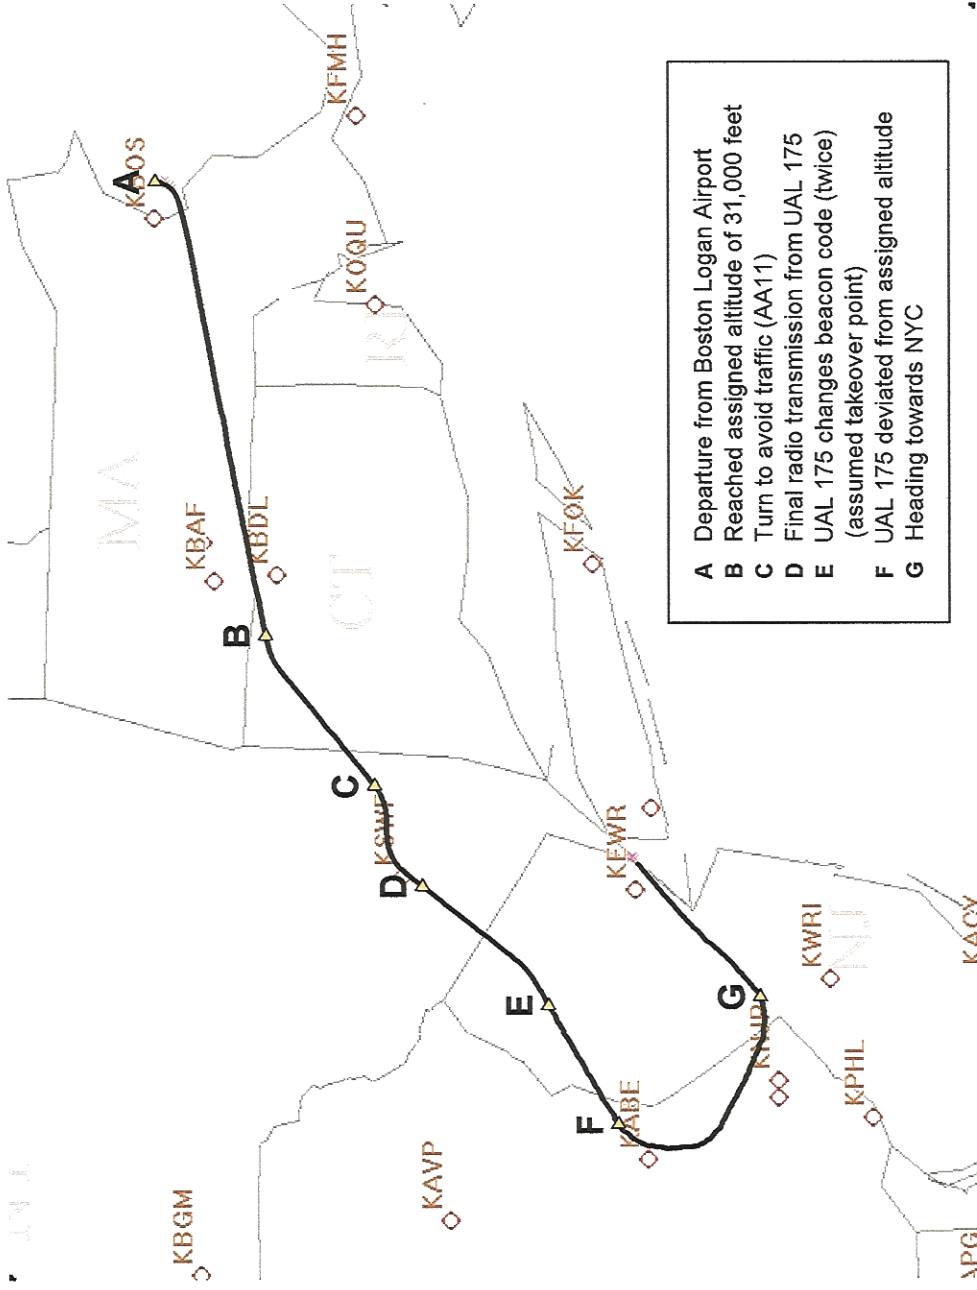 KBOS
A
KFMH
KOQU
RI
MA
KBAF
KBDL
CT
B
KFOK
C
KSWF
D
KEWR
E
KWRI
NJ
KACY
G
F
KABE
KPHL
KAVP
KBGM
A Departure from Boston Logan Airport
B Reached assigned altitude of 31,000 feet
C Turn to avoid traffic (AA11)
D Final radio transmission from UAL 175
E UAL 175 changes beacon code (twice)
(assumed takeover point)
F UAL 175 deviated from assigned altitude
G Heading towards NYC